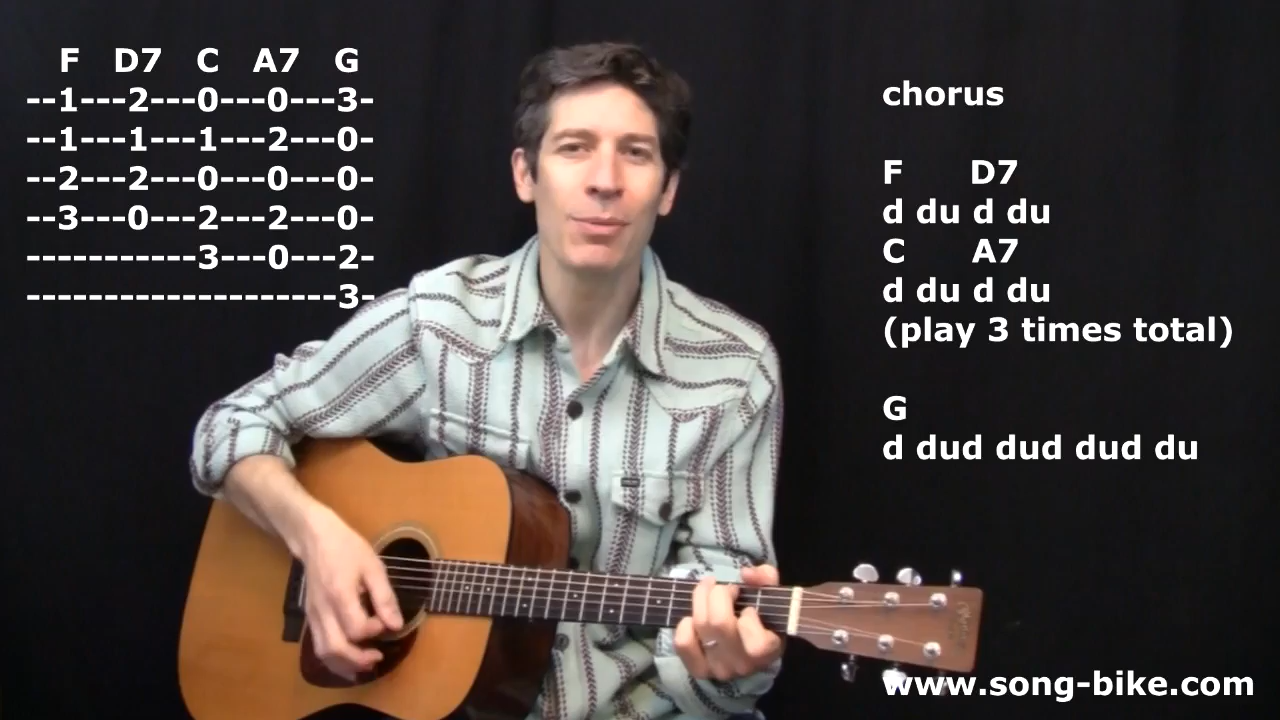 F D7 C A7 G
--1---2---0---0---3-
--1---1---1---2---0-
--2---2---0---0---0-
--3---0---2---2---0-
-----------3---0---2-
--------------------3-
chorus
F D7
d du d du
C A7
d du d du
(play 3 times total)
G
d dud dud dud du
www.song-bike.com